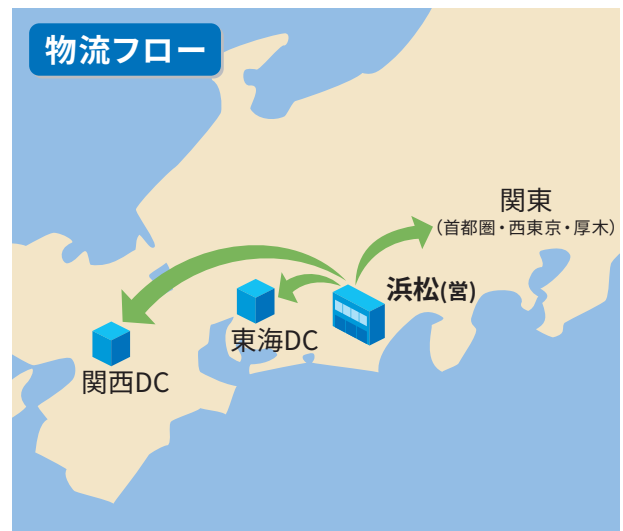 物流フロー
関東
(首都圏・西東京・厚木)
浜松(営)
東海DC
関西DC